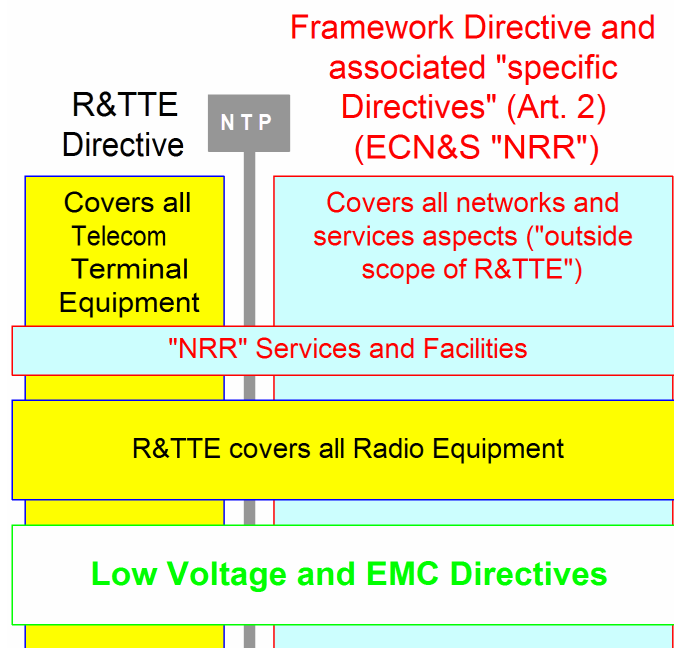 R&TTE
Directive
NTP
Framework Directive and
associated "specific
Directives" (Art. 2)
(ECN&S "NRR")
Covers all
Telecom
Terminal
Equipment
Covers all networks and
services aspects ("outside
scope of R&TTE")
"NRR" Services and Facilities
R&TTE covers all Radio Equipment
Low Voltage and EMC Directives